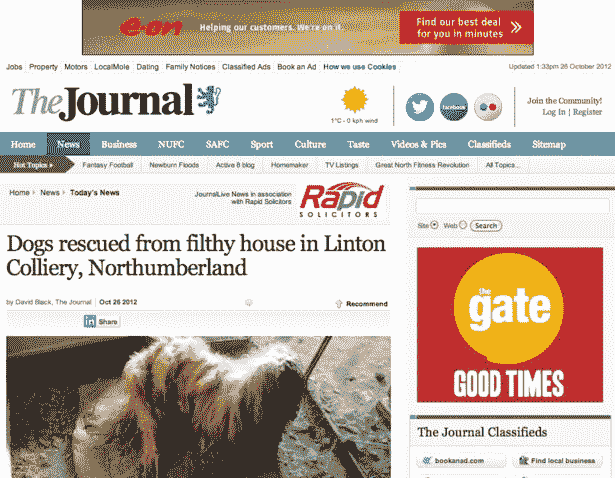 e·on
Helping our customers. We're on it.
Find our best deal
for you in minutes
Jobs Property Motors LocalMole Dating Family Notices Classified Ads Book an Ad How we use Cookies
Updated 1:33pm 26 October 2012
The Journal
1°C - 0 kph wind
facebook
Join the Community!
Log In | Register
Home News Business NUFC SAFC Sport Culture Taste Videos & Pics Classifieds Sitemap
Hot Topics Fantasy Football Newburn Floods Active 8 blog Homemaker TV Listings Great North Fitness Revolution All Topics...
Home News Today's News
JournalLive News in association
with Rapid Solicitors
Rapid
SOLICITORS
Dogs rescued from filthy house in Linton
Colliery, Northumberland
by David Black, The Journal | Oct 26 2012
Recommend
in Share
Site Web Search
the
gate
GOOD TIMES
The Journal Classifieds
bookanad.com
Find local business